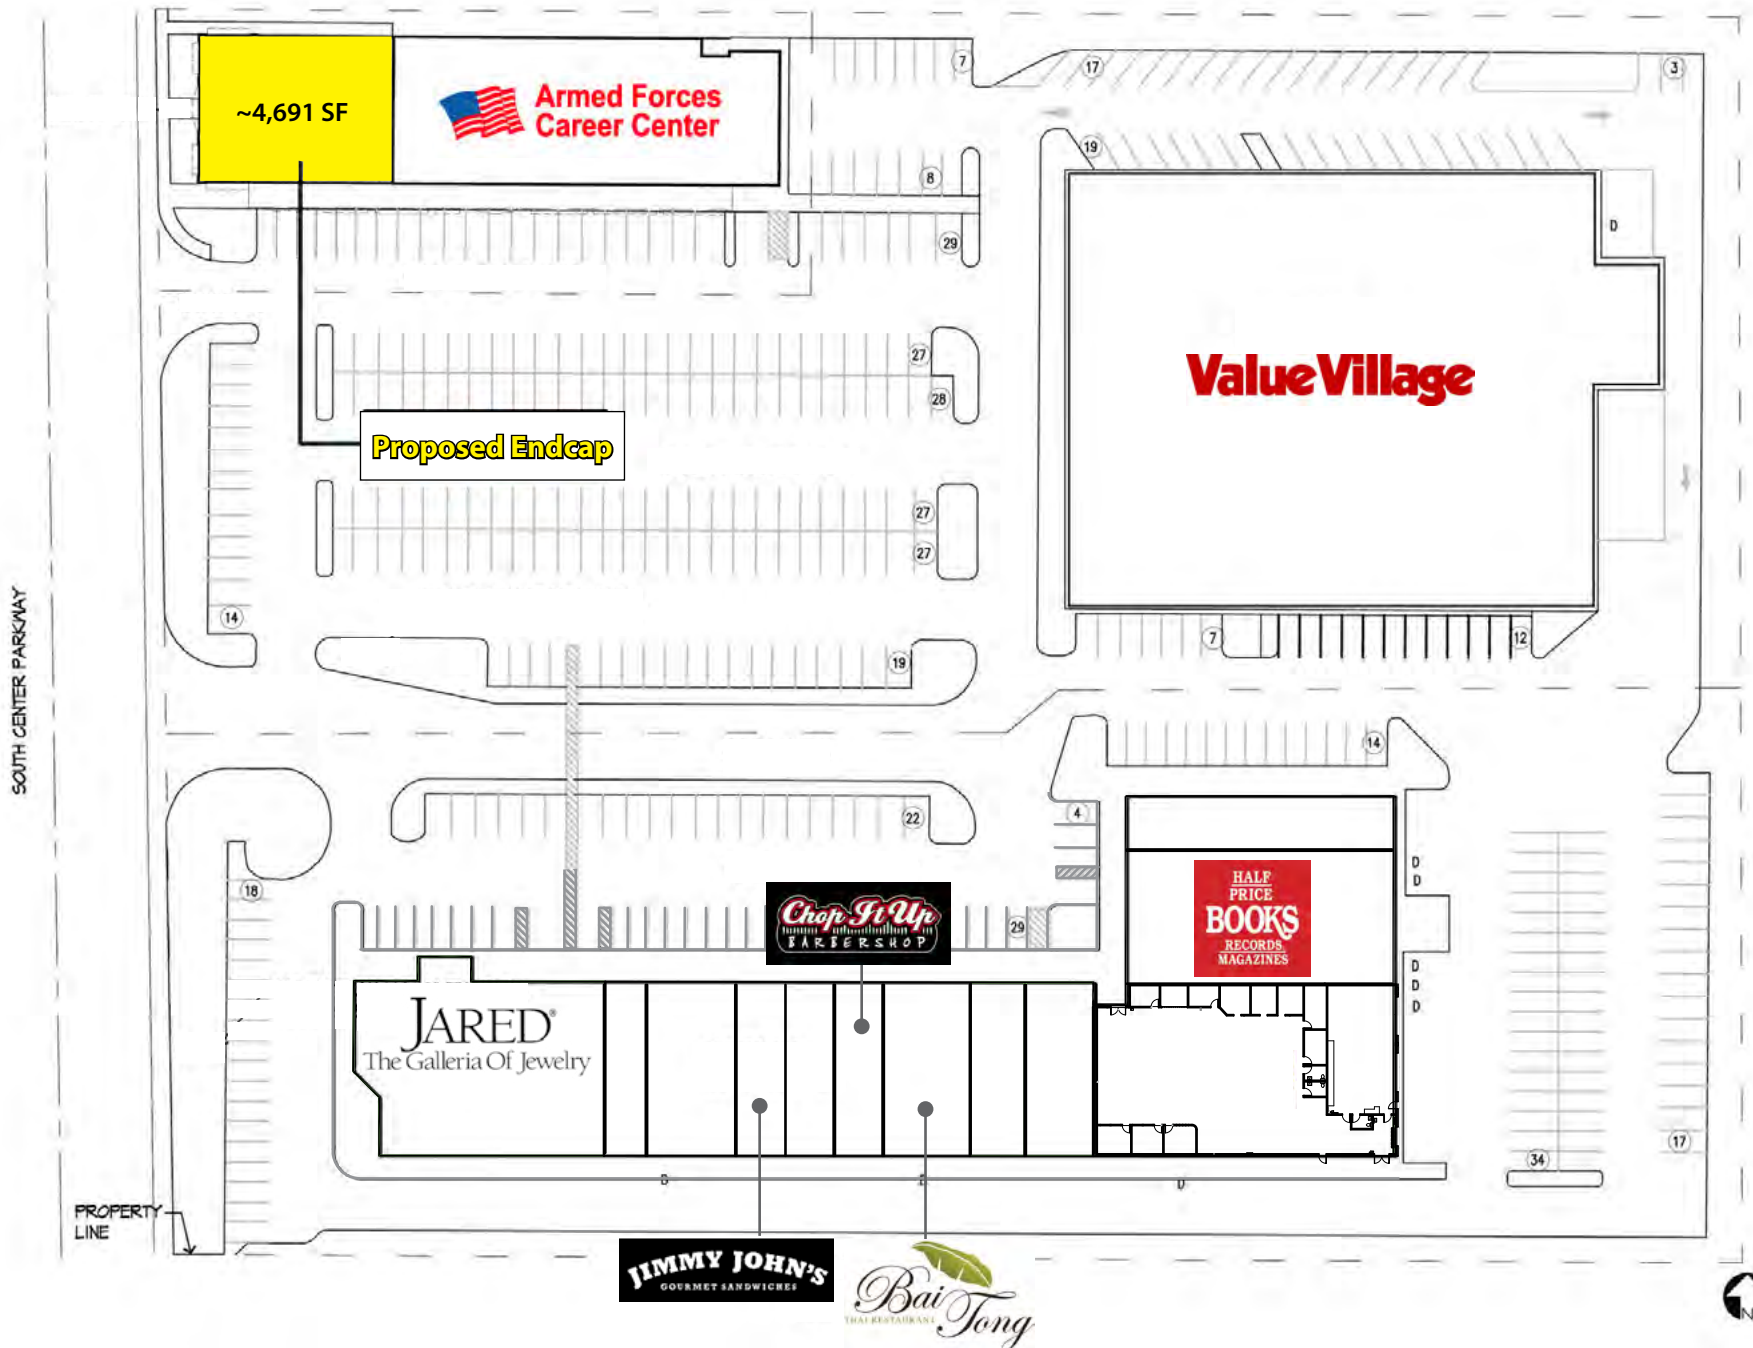 7
17
3
~4,691 SF
Armed Forces
Career Center
19
8
D
29
27
28
ValueVillage
Proposed Endcap
27
27
SOUTH CENTER PARKWAY
14
7
12
19
14
22
4
18
29
Chop It Up
BARBERSHOP
HALF
PRICE
BOOKS
RECORDS
MAGAZINES
D
D
D
D
D
JARED®
The Galleria Of Jewelry
17
34
D
D
D
PROPERTY
LINE
JIMMY JOHN'S
GOURMET SANDWICHES
Bai
Tong
THAI RESTAURANT
N